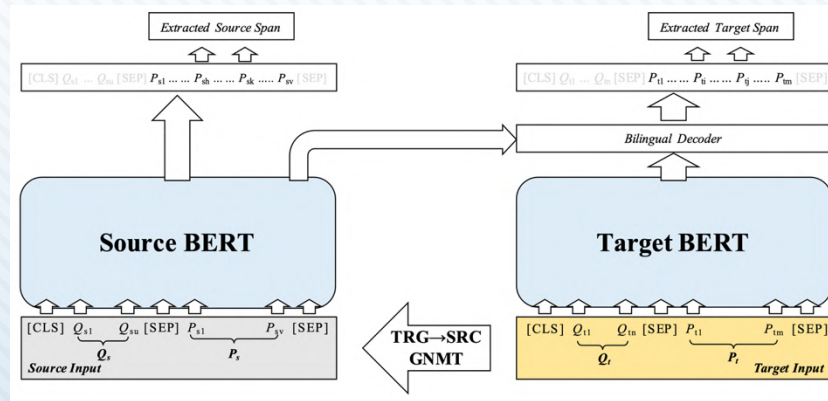 Extracted Source Span
Extracted Target Span
[CLS] Qs1 ... Qsu [SEP] Ps1 ... ... Psh ... ... Psk ..... Psv [SEP]
[CLS] Qt1 ... Qtn [SEP] Pt1 ... ... Pti ... ... Ptj ..... Ptm [SEP]
Bilingual Decoder
Source BERT
Target BERT
[CLS] Qs1 Qsu [SEP] Ps1 Psv [SEP]
Qs Ps
Source Input
TRG→SRC
GNMT
[CLS] Qt1 Qtn [SEP] Pt1 Ptm [SEP]
Qt Pt
Target Input